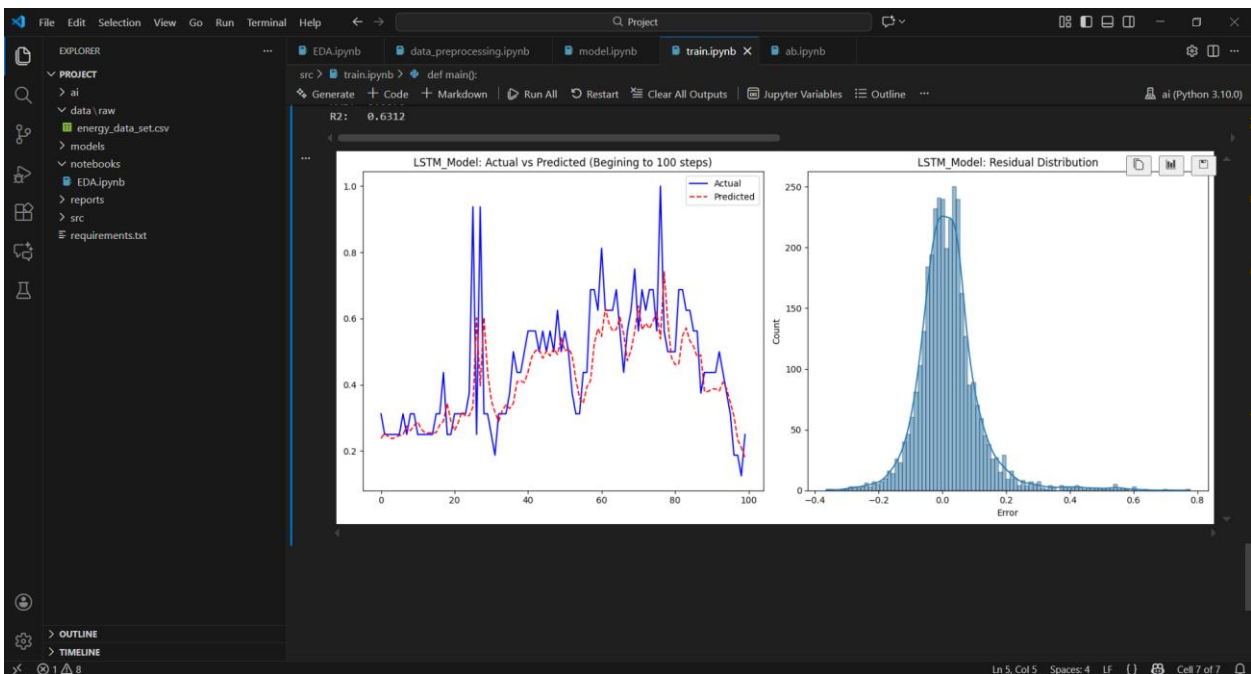 File Edit Selection View Go Run Terminal Help
Project
EXPLORER
PROJECT
ai
data\raw
energy_data_set.csv
models
notebooks
EDA.ipynb
reports
src
requirements.txt
OUTLINE
TIMELINE
EDA.ipynb data_preprocessing.ipynb model.ipynb train.ipynb ab.ipynb
src > train.ipynb > def main():
Generate + Code + Markdown Run All Restart Clear All Outputs Jupyter Variables Outline ... ai (Python 3.10.0)
R2: 0.6312
LSTM_Model: Actual vs Predicted (Begining to 100 steps)
Actual
Predicted
1.0
0.8
0.6
0.4
0.2
0 20 40 60 80 100
LSTM_Model: Residual Distribution
Count
250
200
150
100
50
0
−0.4 −0.2 0.0 0.2 0.4 0.6 0.8
Error
1 8
Ln 5, Col 5 Spaces: 4 LF { } Cell 7 of 7